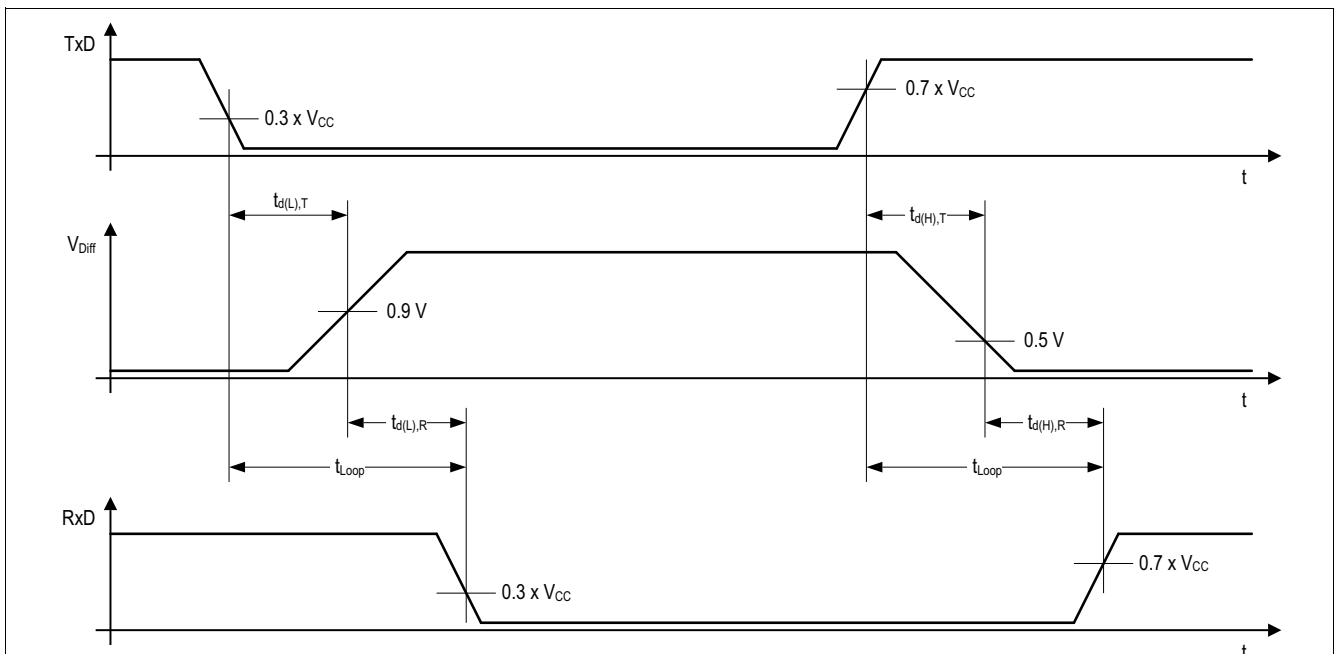 TxD
0.3 x VCC
0.7 x VCC
t
td(L),T
td(H),T
VDiff
0.9 V
0.5 V
t
td(L),R
td(H),R
tLoop
tLoop
RxD
0.3 x VCC
0.7 x VCC
t